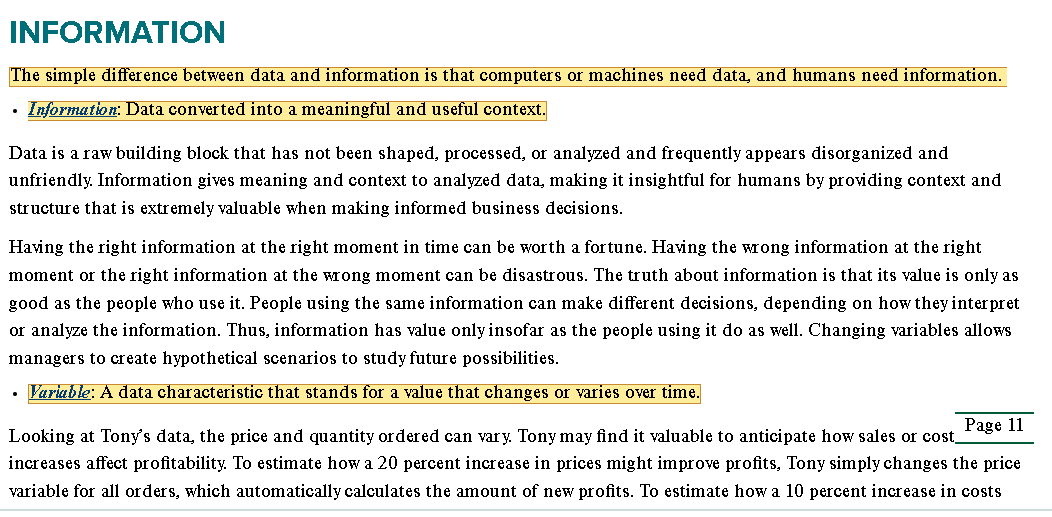 INFORMATION
The simple difference between data and information is that computers or machines need data, and humans need information.
• Information: Data converted into a meaningful and useful context.
Data is a raw building block that has not been shaped, processed, or analyzed and frequently appears disorganized and
unfriendly. Information gives meaning and context to analyzed data, making it insightful for humans by providing context and
structure that is extremely valuable when making informed business decisions.
Having the right information at the right moment in time can be worth a fortune. Having the wrong information at the right
moment or the right information at the wrong moment can be disastrous. The truth about information is that its value is only as
good as the people who use it. People using the same information can make different decisions, depending on how they interpret
or analyze the information. Thus, information has value only insofar as the people using it do as well. Changing variables allows
managers to create hypothetical scenarios to study future possibilities.
• Variable: A data characteristic that stands for a value that changes or varies over time.
Page 11
Looking at Tony’s data, the price and quantity ordered can vary. Tony may find it valuable to anticipate how sales or cost
increases affect profitability. To estimate how a 20 percent increase in prices might improve profits, Tony simply changes the price
variable for all orders, which automatically calculates the amount of new profits. To estimate how a 10 percent increase in costs